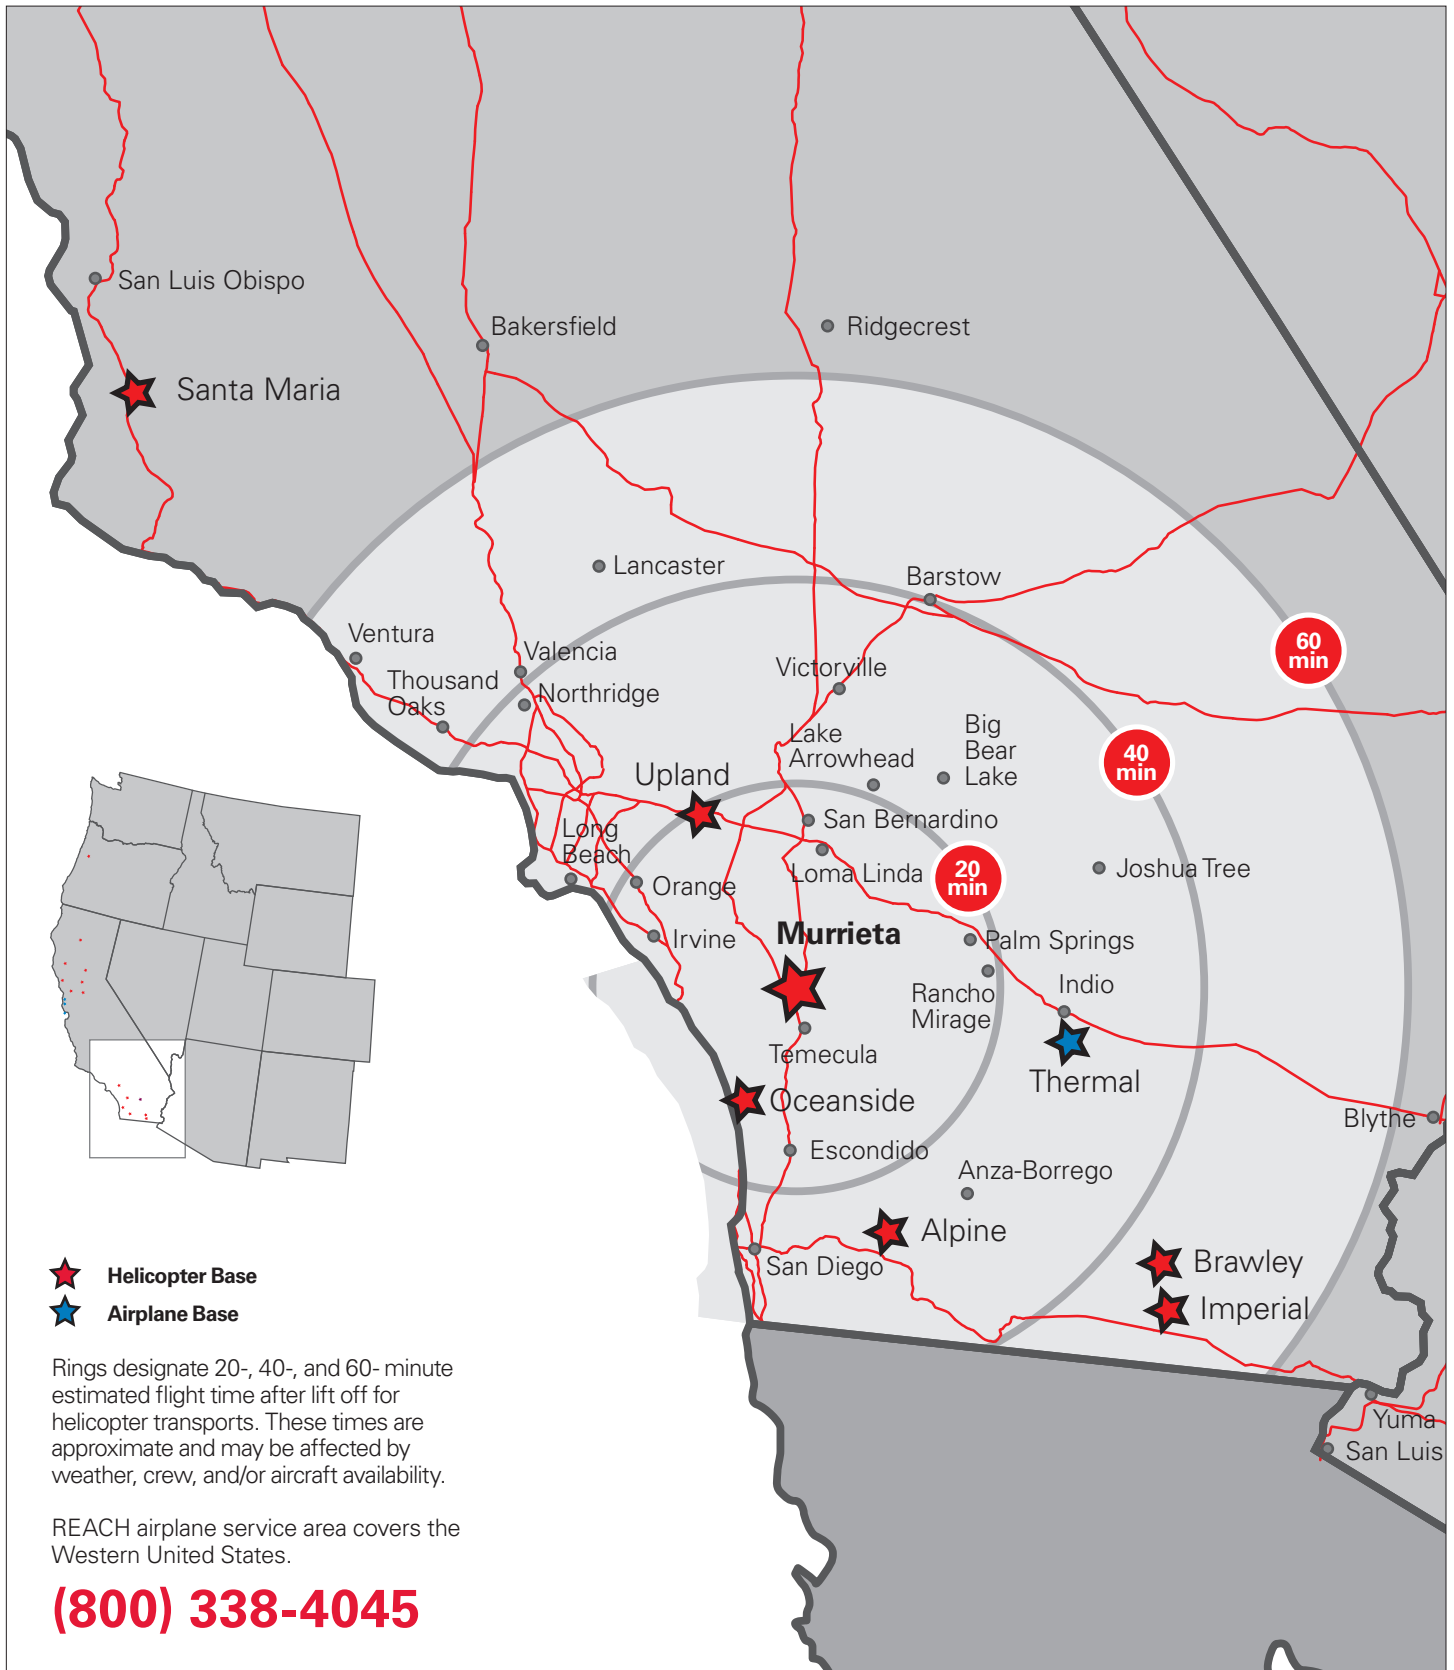 San Luis Obispo
Bakersfield
Ridgecrest
Santa Maria
Lancaster
Barstow
Ventura
60
min
Valencia
Victorville
Thousand
Oaks
Northridge
Lake
Arrowhead
Big
Bear
Lake
40
min
Upland
San Bernardino
Long
Beach
Loma Linda
20
min
Joshua Tree
Orange
Murrieta
Irvine
Palm Springs
Rancho
Mirage
Indio
Temecula
Thermal
Oceanside
Blythe
Escondido
Anza-Borrego
Alpine
San Diego
Brawley
Imperial
Yuma
San Luis
Helicopter Base
Airplane Base
Rings designate 20-, 40-, and 60- minute
estimated flight time after lift off for
helicopter transports. These times are
approximate and may be affected by
weather, crew, and/or aircraft availability.
REACH airplane service area covers the
Western United States.
(800) 338-4045